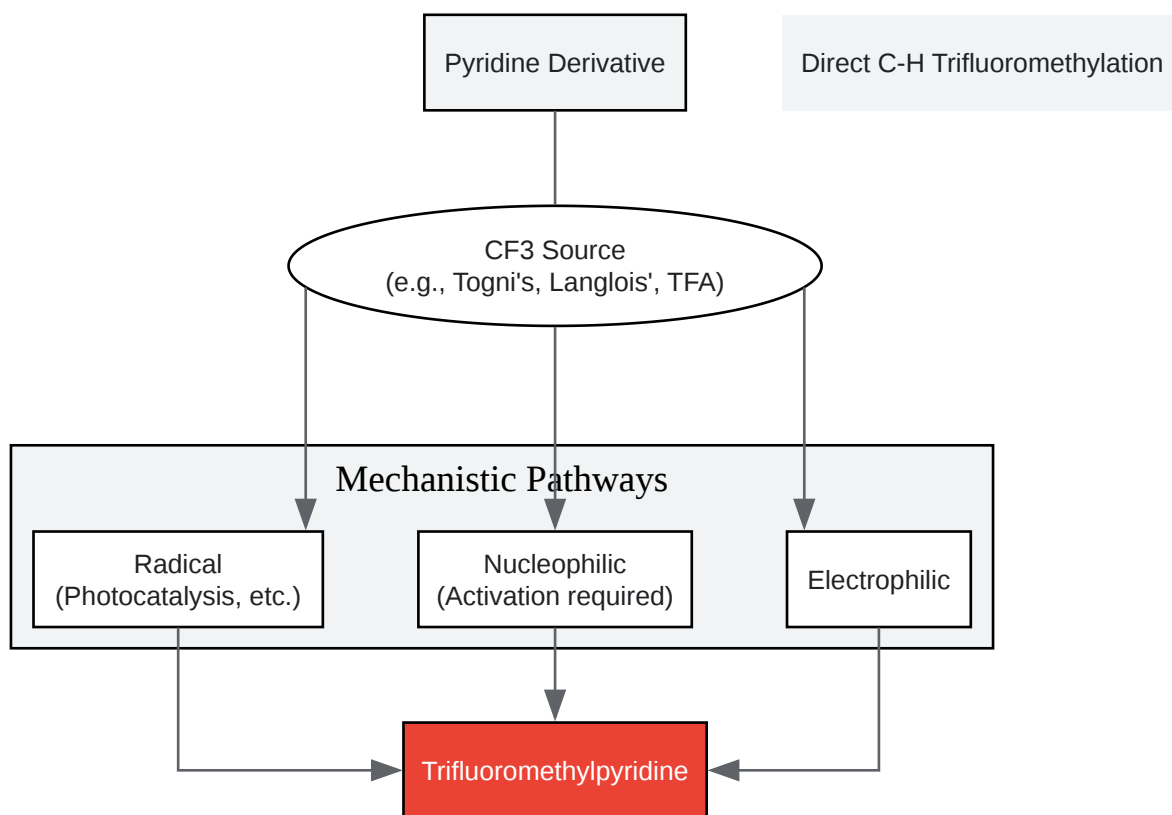 Pyridine Derivative
Direct C-H Trifluoromethylation
CF3 Source
(e.g., Togni's, Langlois', TFA)
Mechanistic Pathways
Radical
(Photocatalysis, etc.)
Nucleophilic
(Activation required)
Electrophilic
Trifluoromethylpyridine